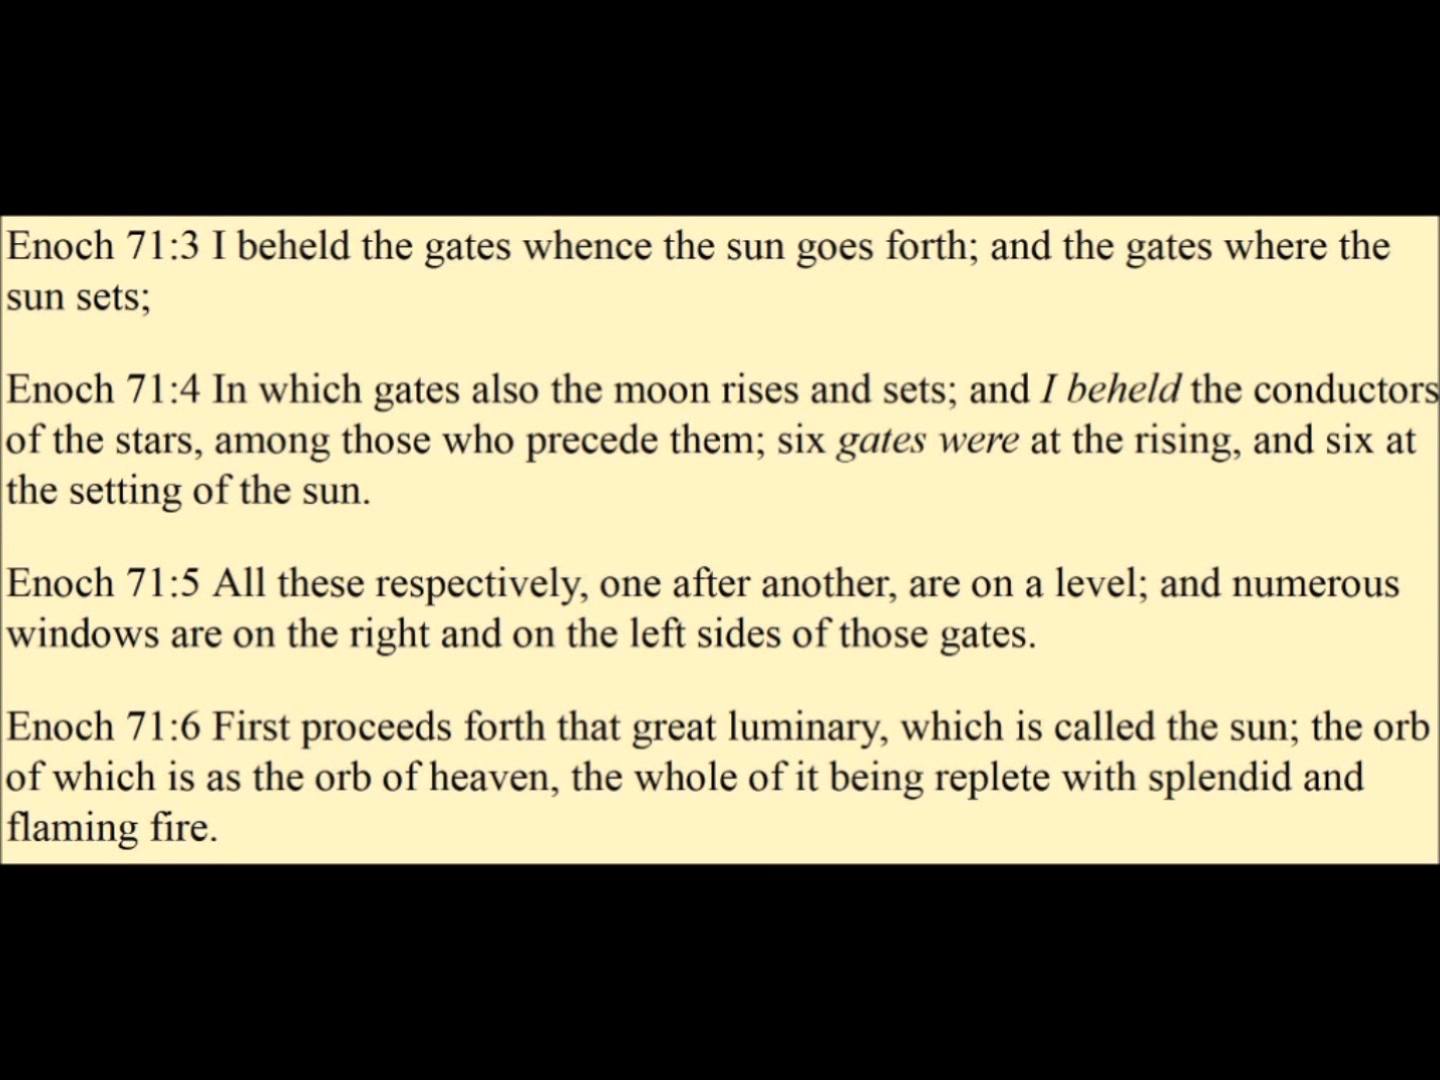 Enoch 71:3 I beheld the gates whence the sun goes forth; and the gates where the
sun sets;
Enoch 71:4 In which gates also the moon rises and sets; and I beheld the conductors
of the stars, among those who precede them; six gates were at the rising, and six at
the setting of the sun.
Enoch 71:5 All these respectively, one after another, are on a level; and numerous
windows are on the right and on the left sides of those gates.
Enoch 71:6 First proceeds forth that great luminary, which is called the sun; the orb
of which is as the orb of heaven, the whole of it being replete with splendid and
flaming fire.